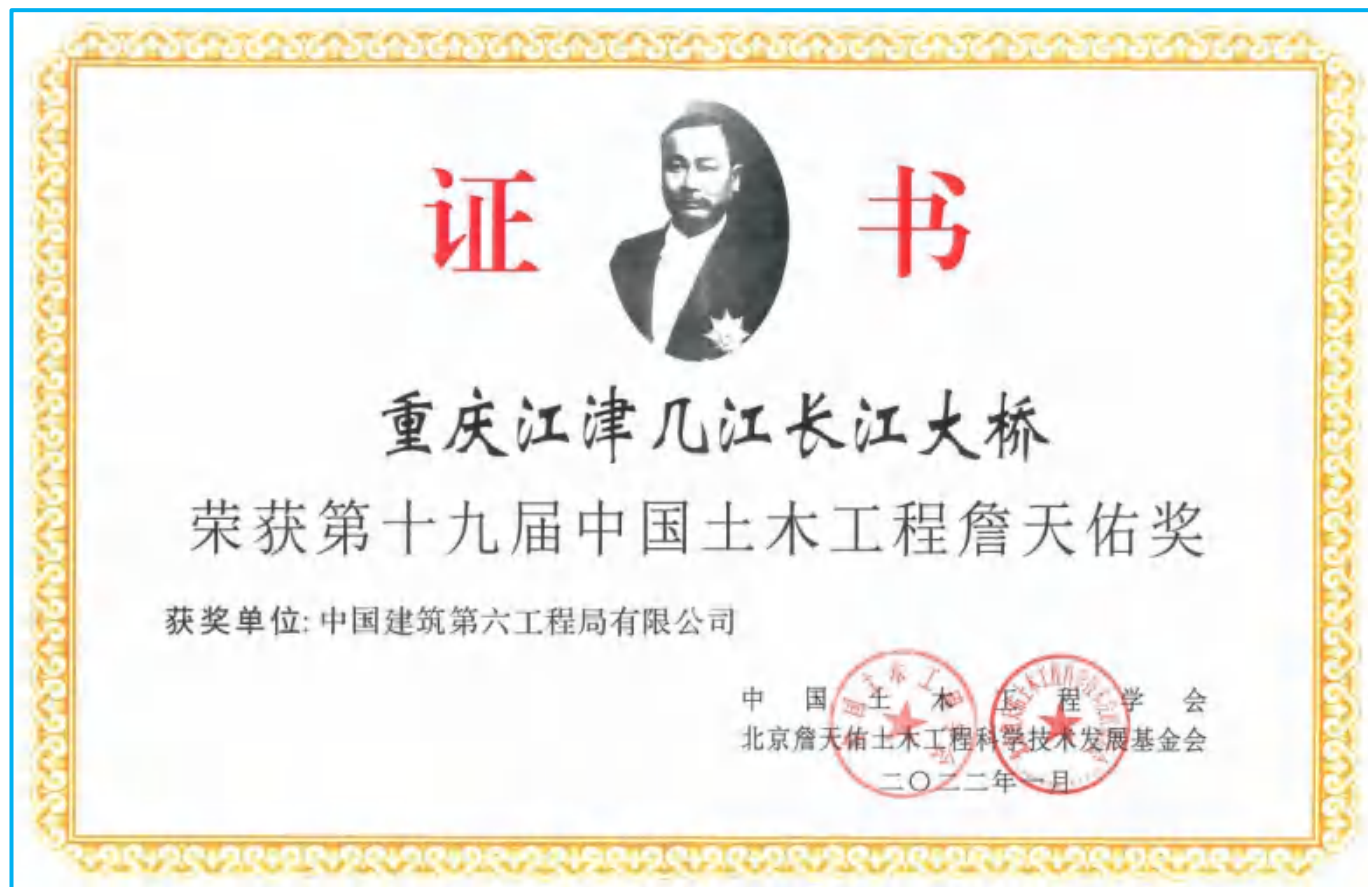 证 书
重庆江津几江长江大桥
荣获第十九届中国土木工程詹天佑奖
获奖单位: 中国建筑第六工程局有限公司
中国土木工程学会
北京詹天佑土木工程科学技术发展基金会
二〇二二年一月